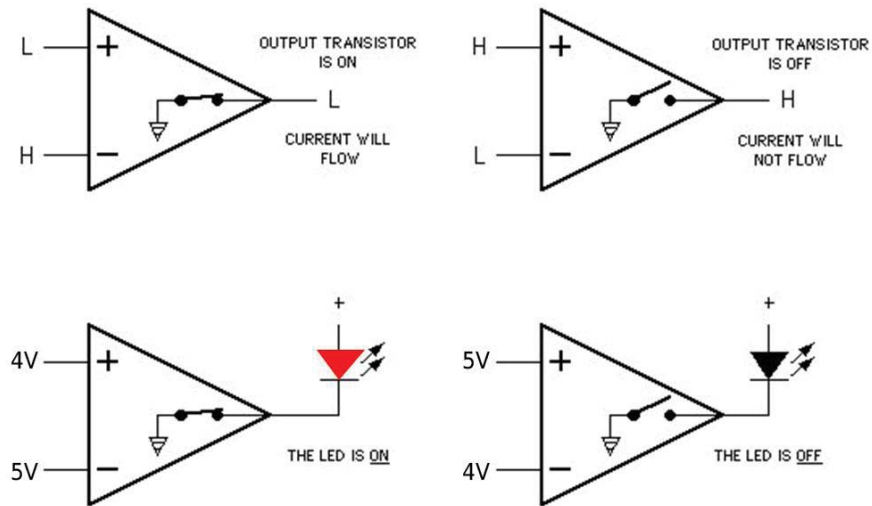 L
+
OUTPUT TRANSISTOR
IS ON
L
H
−
CURRENT WILL
FLOW
H
+
OUTPUT TRANSISTOR
IS OFF
H
L
−
CURRENT WILL
NOT FLOW
+
4V
+
5V
−
THE LED IS ON
+
5V
+
4V
−
THE LED IS OFF